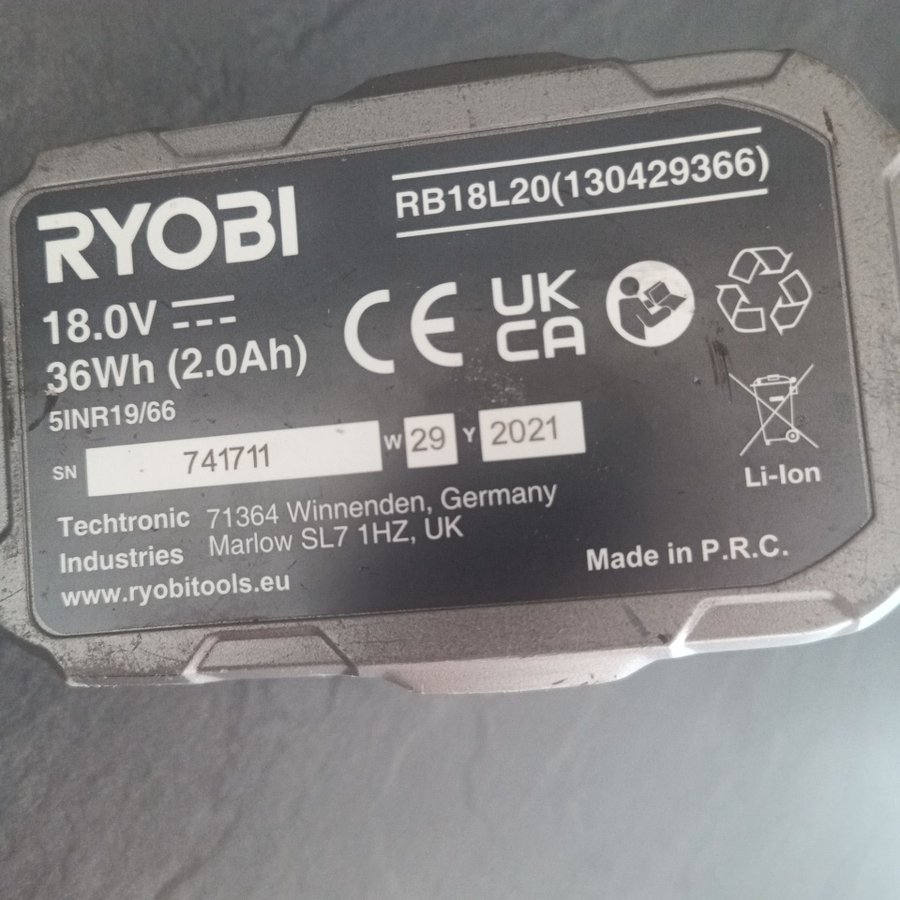 RYOBI
RB18L20(130429366)
18.0V
36Wh (2.0Ah)
5INR19/66
CE
UK
CA
SN 741711 W 29 Y 2021
Li-Ion
Techtronic 71364 Winnenden, Germany
Industries Marlow SL7 1HZ, UK
www.ryobitools.eu
Made in P.R.C.